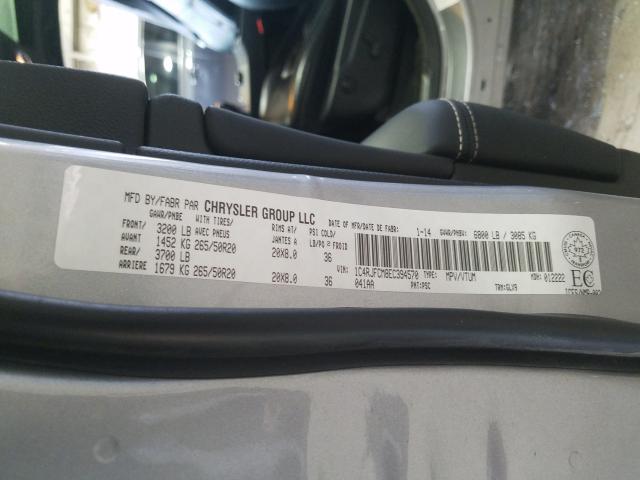 MFD BY/FABR PAR CHRYSLER GROUP LLC DATE OF MFR/DATE DE FABR: 1-14 GVWR/PNBV: 6800 LB / 3085 KG
GAWR/PNBE WITH TIRES/ RIMS AT/ PSI COLD/
FRONT/ 3200 LB AVEC PNEUS JANTES A LB/PO² FROID
AVANT 1452 KG 265/50R20 20X8.0 36
REAR/ 3700 LB
ARRIERE 1679 KG 265/50R20 20X8.0 36
VIN: 1C4RJFCM8EC394570 TYPE: MPV/VTUM MDH: 012222
041AA PNT: PSC TRM: GLX9
EC